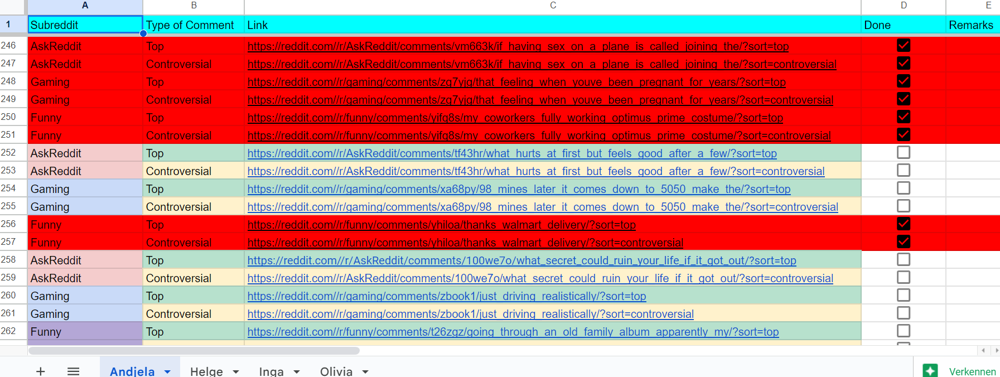 A B C D E
1 Subreddit Type of Comment Link Done Remarks
246 AskReddit Top https://reddit.com//r/AskReddit/comments/vm663k/if_having_sex_on_a_plane_is_called_joining_the/?sort=top
247 AskReddit Controversial https://reddit.com//r/AskReddit/comments/vm663k/if_having_sex_on_a_plane_is_called_joining_the/?sort=controversial
248 Gaming Top https://reddit.com//r/gaming/comments/zg7yjg/that_feeling_when_youve_been_pregnant_for_years/?sort=top
249 Gaming Controversial https://reddit.com//r/gaming/comments/zg7yjg/that_feeling_when_youve_been_pregnant_for_years/?sort=controversial
250 Funny Top https://reddit.com//r/funny/comments/yifq8s/my_coworkers_fully_working_optimus_prime_costume/?sort=top
251 Funny Controversial https://reddit.com//r/funny/comments/yifq8s/my_coworkers_fully_working_optimus_prime_costume/?sort=controversial
252 AskReddit Top https://reddit.com//r/AskReddit/comments/tf43hr/what_hurts_at_first_but_feels_good_after_a_few/?sort=top
253 AskReddit Controversial https://reddit.com//r/AskReddit/comments/tf43hr/what_hurts_at_first_but_feels_good_after_a_few/?sort=controversial
254 Gaming Top https://reddit.com//r/gaming/comments/xa68py/98_mines_later_it_comes_down_to_5050_make_the/?sort=top
255 Gaming Controversial https://reddit.com//r/gaming/comments/xa68py/98_mines_later_it_comes_down_to_5050_make_the/?sort=controversial
256 Funny Top https://reddit.com//r/funny/comments/yhiloa/thanks_walmart_delivery/?sort=top
257 Funny Controversial https://reddit.com//r/funny/comments/yhiloa/thanks_walmart_delivery/?sort=controversial
258 AskReddit Top https://reddit.com//r/AskReddit/comments/100we7o/what_secret_could_ruin_your_life_if_it_got_out/?sort=top
259 AskReddit Controversial https://reddit.com//r/AskReddit/comments/100we7o/what_secret_could_ruin_your_life_if_it_got_out/?sort=controversial
260 Gaming Top https://reddit.com//r/gaming/comments/zbook1/just_driving_realistically/?sort=top
261 Gaming Controversial https://reddit.com//r/gaming/comments/zbook1/just_driving_realistically/?sort=controversial
262 Funny Top https://reddit.com//r/funny/comments/t26zgz/going_through_an_old_family_album_apparently_my/?sort=top
Andjela Helge Inga Olivia Verkennen